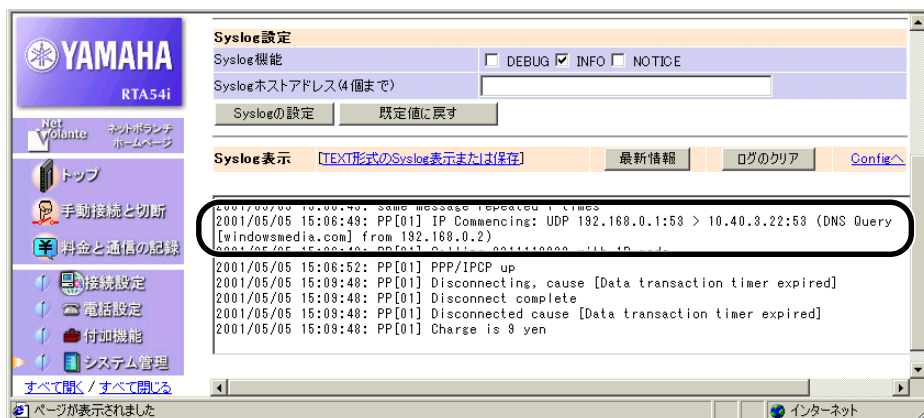 YAMAHA
RTA54i
Net Volante ネットボランチ
ホームページ
トップ
手動接続と切断
料金と通信の記録
接続設定
電話設定
付加機能
システム管理
すべて開く / すべて閉じる
Syslog設定
Syslog機能 DEBUG INFO NOTICE
Syslogホストアドレス(4個まで)
Syslogの設定 既定値に戻す
Syslog表示 [TEXT形式のSyslog表示または保存] 最新情報 ログのクリア Configへ
same message repeated 1 times
2001/05/05 15:06:49: PP[01] IP Commencing: UDP 192.168.0.1:53 > 10.40.3.22:53 (DNS Query
[windowsmedia.com] from 192.168.0.2)
2001/05/05 15:06:52: PP[01] PPP/IPCP up
2001/05/05 15:09:48: PP[01] Disconnecting, cause [Data transaction timer expired]
2001/05/05 15:09:48: PP[01] Disconnect complete
2001/05/05 15:09:48: PP[01] Disconnected cause [Data transaction timer expired]
2001/05/05 15:09:48: PP[01] Charge is 9 yen
ページが表示されました インターネット